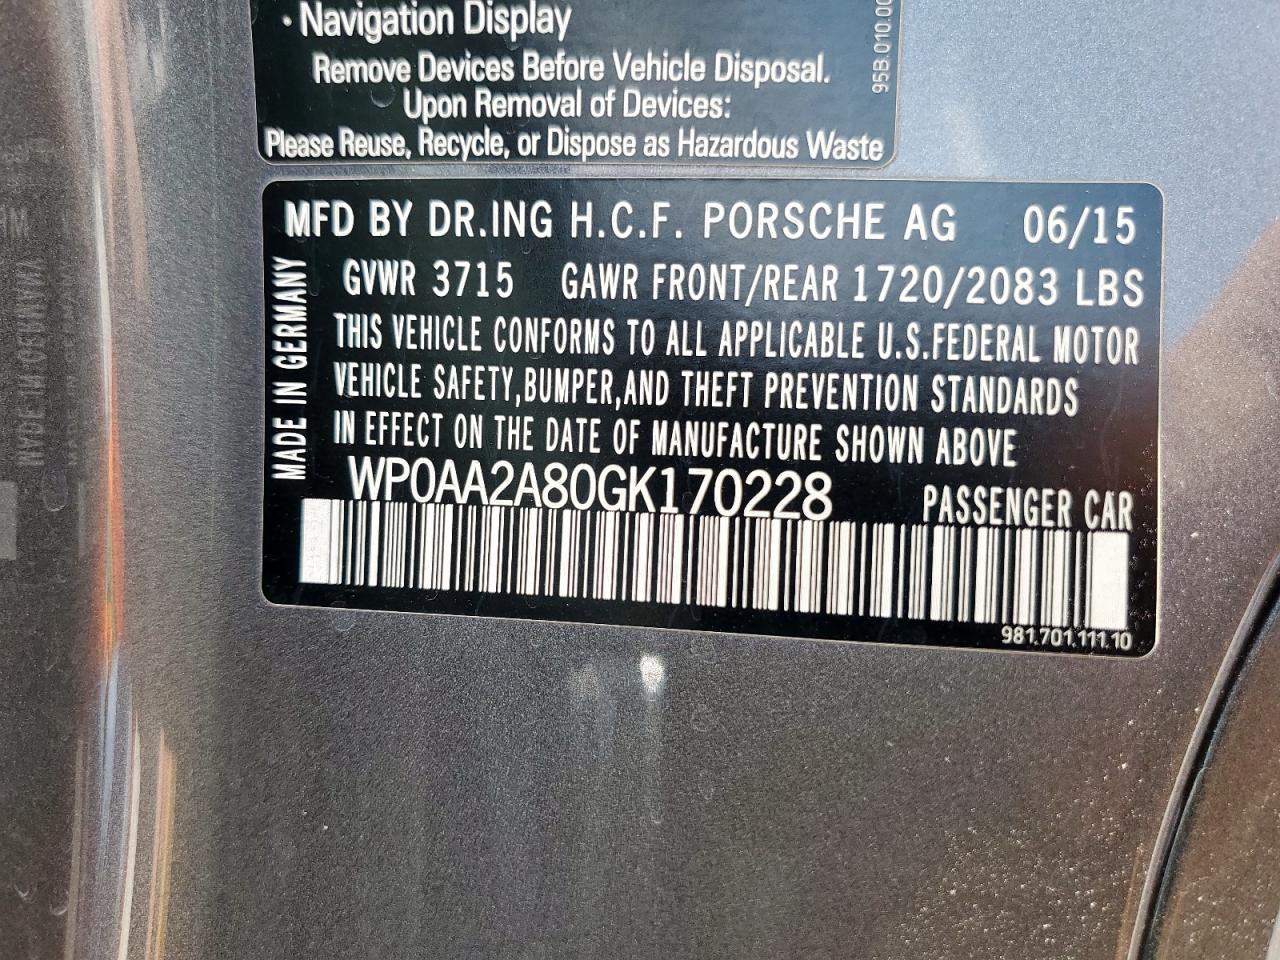 • Navigation Display
Remove Devices Before Vehicle Disposal.
Upon Removal of Devices:
Please Reuse, Recycle, or Dispose as Hazardous Waste
95B.010.00
MFD BY DR.ING H.C.F. PORSCHE AG 06/15
GVWR 3715 GAWR FRONT/REAR 1720/2083 LBS
THIS VEHICLE CONFORMS TO ALL APPLICABLE U.S.FEDERAL MOTOR
VEHICLE SAFETY,BUMPER,AND THEFT PREVENTION STANDARDS
IN EFFECT ON THE DATE OF MANUFACTURE SHOWN ABOVE
MADE IN GERMANY
WP0AA2A80GK170228 PASSENGER CAR
981.701.111.10